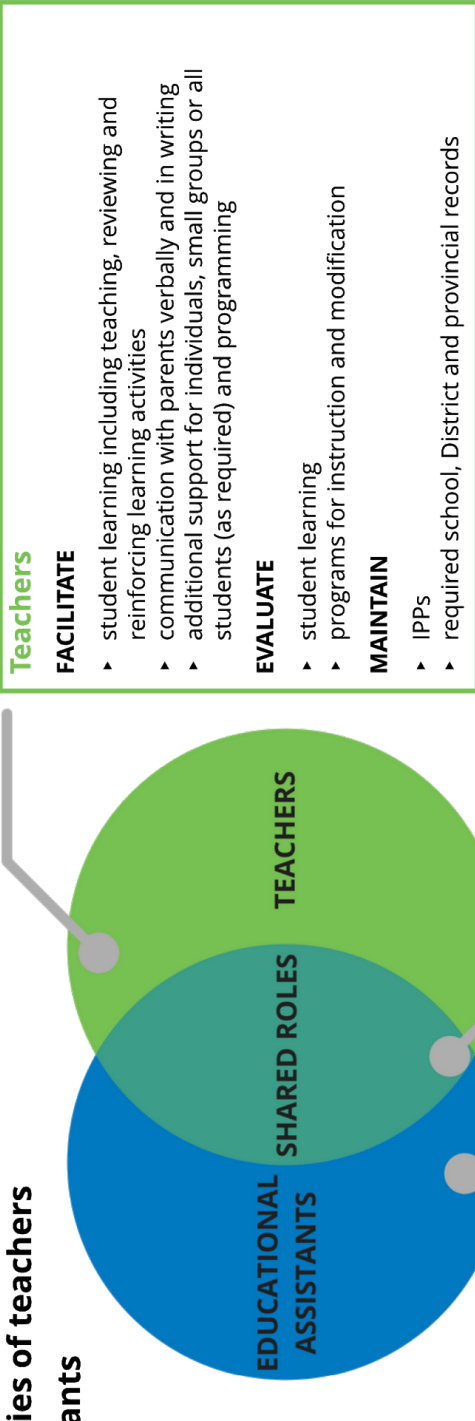 ies of teachers
ants
EDUCATIONAL
ASSISTANTS
SHARED ROLES
TEACHERS
Teachers
FACILITATE
▸ student learning including teaching, reviewing and
reinforcing learning activities
▸ communication with parents verbally and in writing
▸ additional support for individuals, small groups or all
students (as required) and programming
EVALUATE
▸ student learning
▸ programs for instruction and modification
MAINTAIN
▸ IPPs
▸ required school, District and provincial records